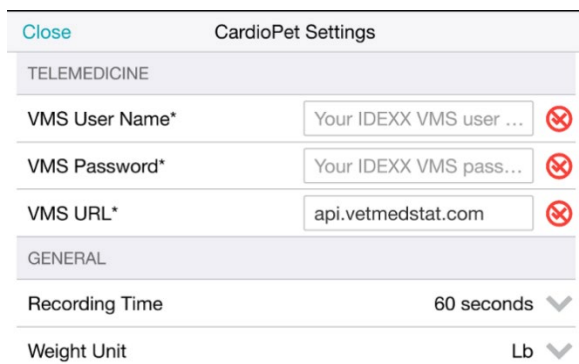 Close CardioPet Settings
TELEMEDICINE
VMS User Name* Your IDEXX VMS user ...
VMS Password* Your IDEXX VMS pass...
VMS URL* api.vetmedstat.com
GENERAL
Recording Time 60 seconds
Weight Unit Lb